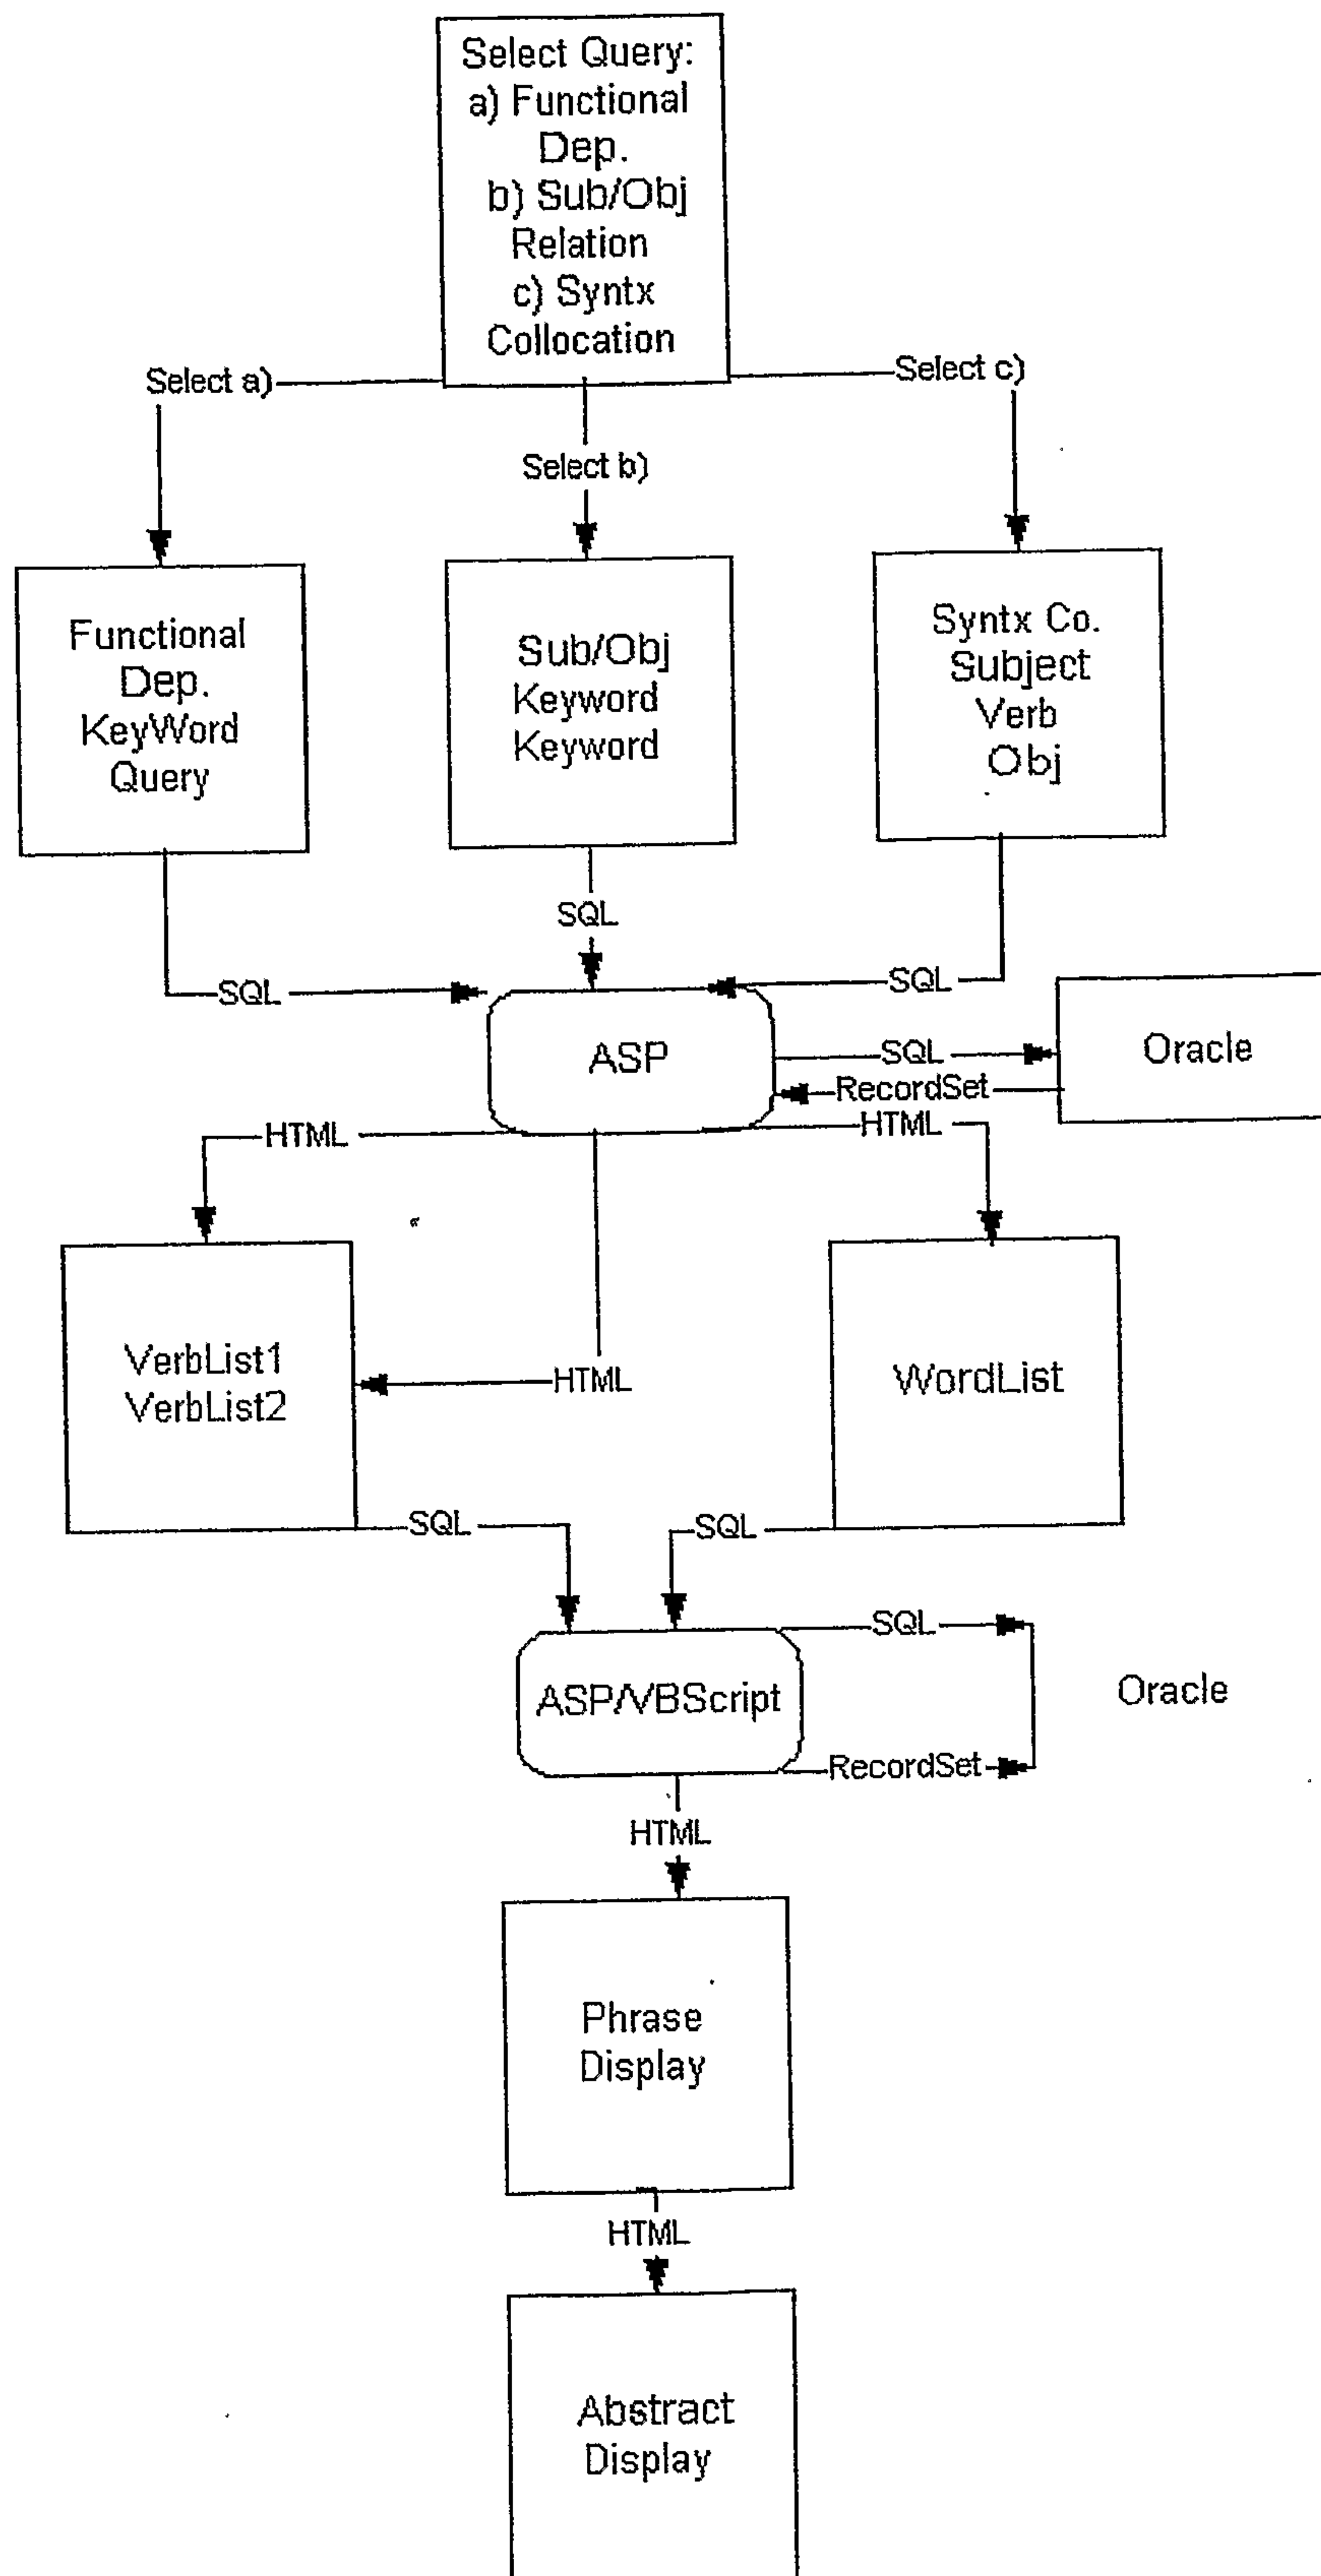 Select Query:
a) Functional
Dep.
b) Sub/Obj
Relation
c) Syntx
Collocation
Select a)
Select c)
Select b)
Functional
Dep.
KeyWord
Query
Sub/Obj
Keyword
Keyword
Syntx Co.
Subject
Verb
Obj
SQL
SQL
SQL
ASP
SQL
Oracle
RecordSet
HTML
HTML
VerbList1
VerbList2
HTML
WordList
SQL
SQL
SQL
ASP/VBScript
Oracle
RecordSet
HTML
Phrase
Display
HTML
Abstract
Display